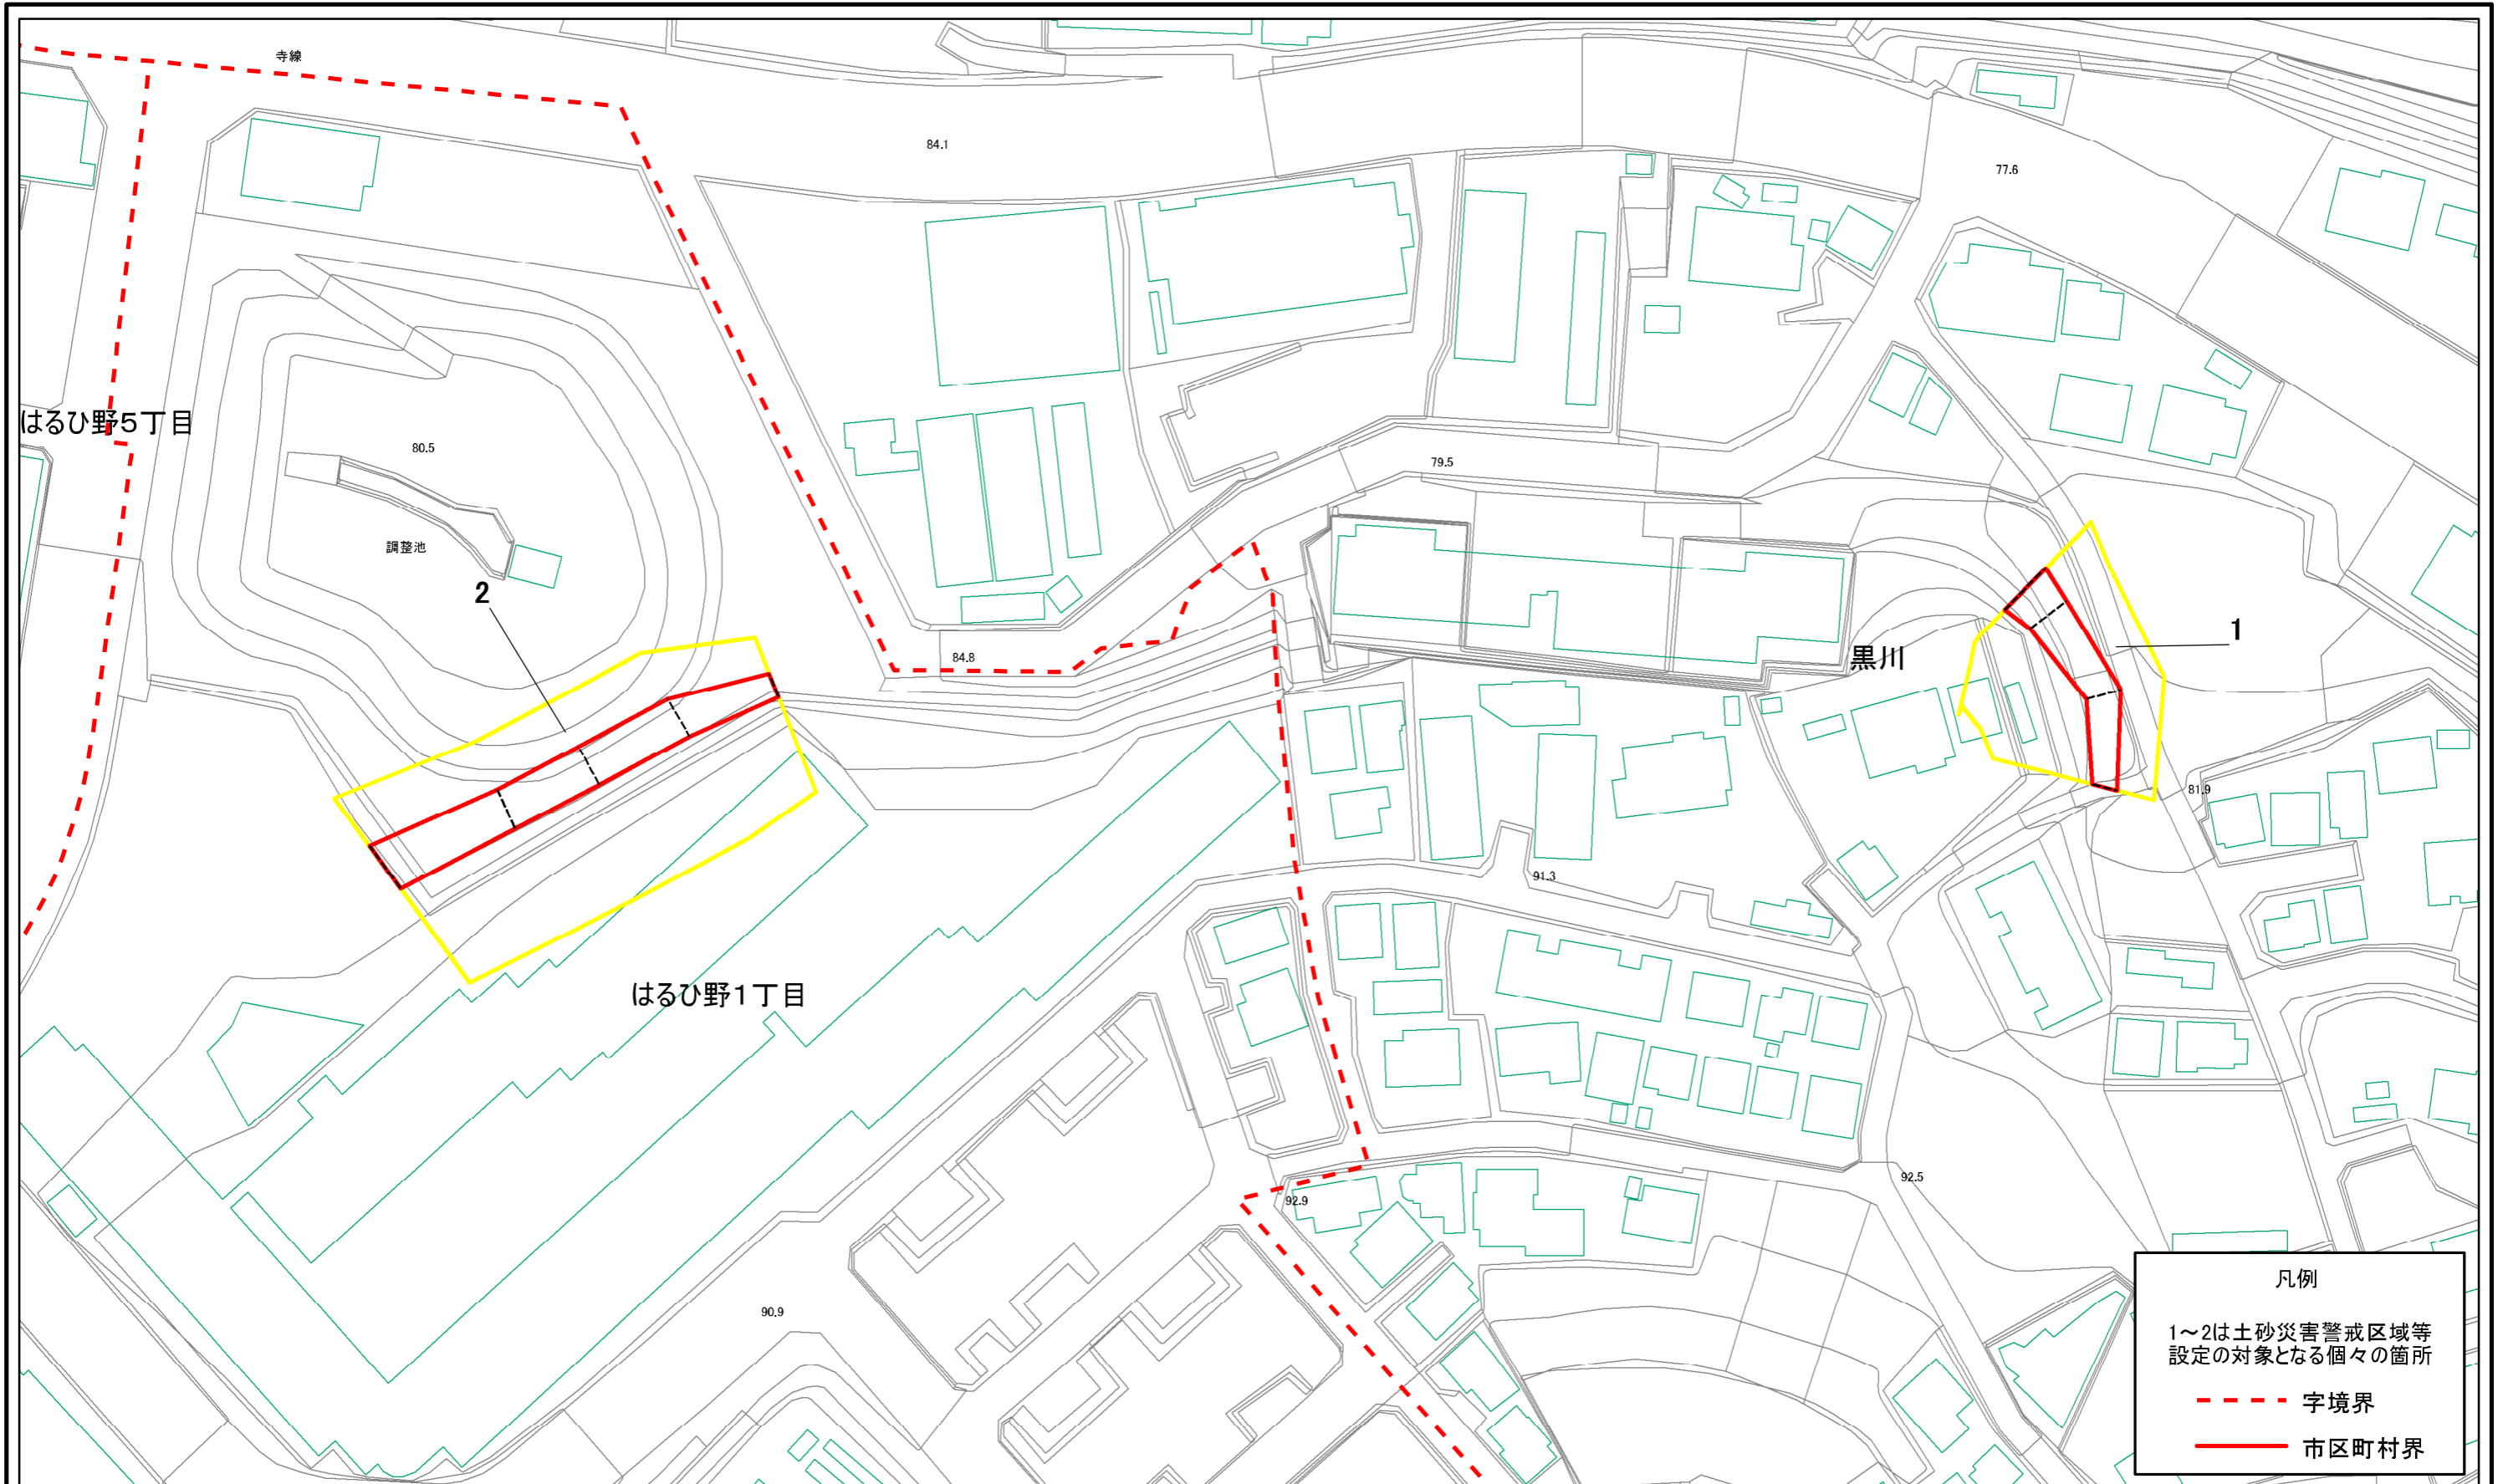 寺線
84.1
77.6
はるひ野5丁目
80.5
79.5
調整池
2
1
84.8
黒川
81.9
91.3
はるひ野1丁目
92.5
92.9
90.9
凡例
1～2は土砂災害警戒区域等
設定の対象となる個々の箇所
字境界
市区町村界